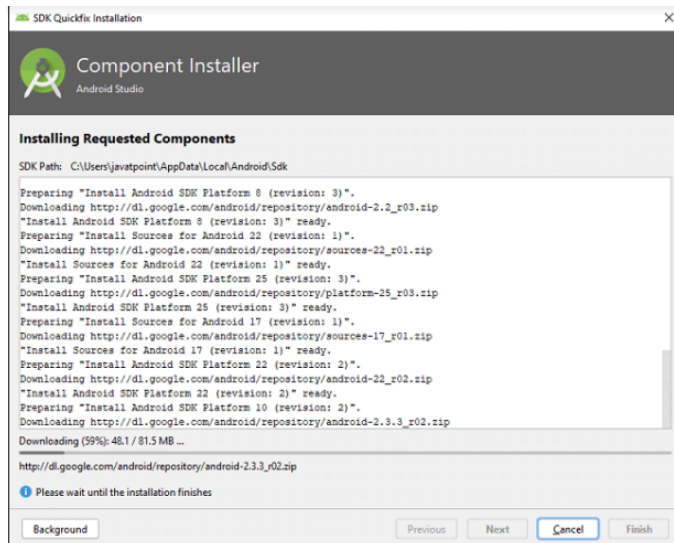 SDK Quickfix Installation
Component Installer
Android Studio
Installing Requested Components
SDK Path: C:\Users\javatpoint\AppData\Local\Android\Sdk
Preparing "Install Android SDK Platform 8 (revision: 3)".
Downloading http://dl.google.com/android/repository/android-2.2_r03.zip
"Install Android SDK Platform 8 (revision: 3)" ready.
Preparing "Install Sources for Android 22 (revision: 1)".
Downloading http://dl.google.com/android/repository/sources-22_r01.zip
"Install Sources for Android 22 (revision: 1)" ready.
Preparing "Install Android SDK Platform 25 (revision: 3)".
Downloading http://dl.google.com/android/repository/platform-25_r03.zip
"Install Android SDK Platform 25 (revision: 3)" ready.
Preparing "Install Sources for Android 17 (revision: 1)".
Downloading http://dl.google.com/android/repository/sources-17_r01.zip
"Install Sources for Android 17 (revision: 1)" ready.
Preparing "Install Android SDK Platform 22 (revision: 2)".
Downloading http://dl.google.com/android/repository/android-22_r02.zip
"Install Android SDK Platform 22 (revision: 2)" ready.
Preparing "Install Android SDK Platform 10 (revision: 2)".
Downloading http://dl.google.com/android/repository/android-2.3.3_r02.zip
Downloading (59%): 48.1 / 81.5 MB ...
http://dl.google.com/android/repository/android-2.3.3_r02.zip
Please wait until the installation finishes
Background Previous Next Cancel Finish